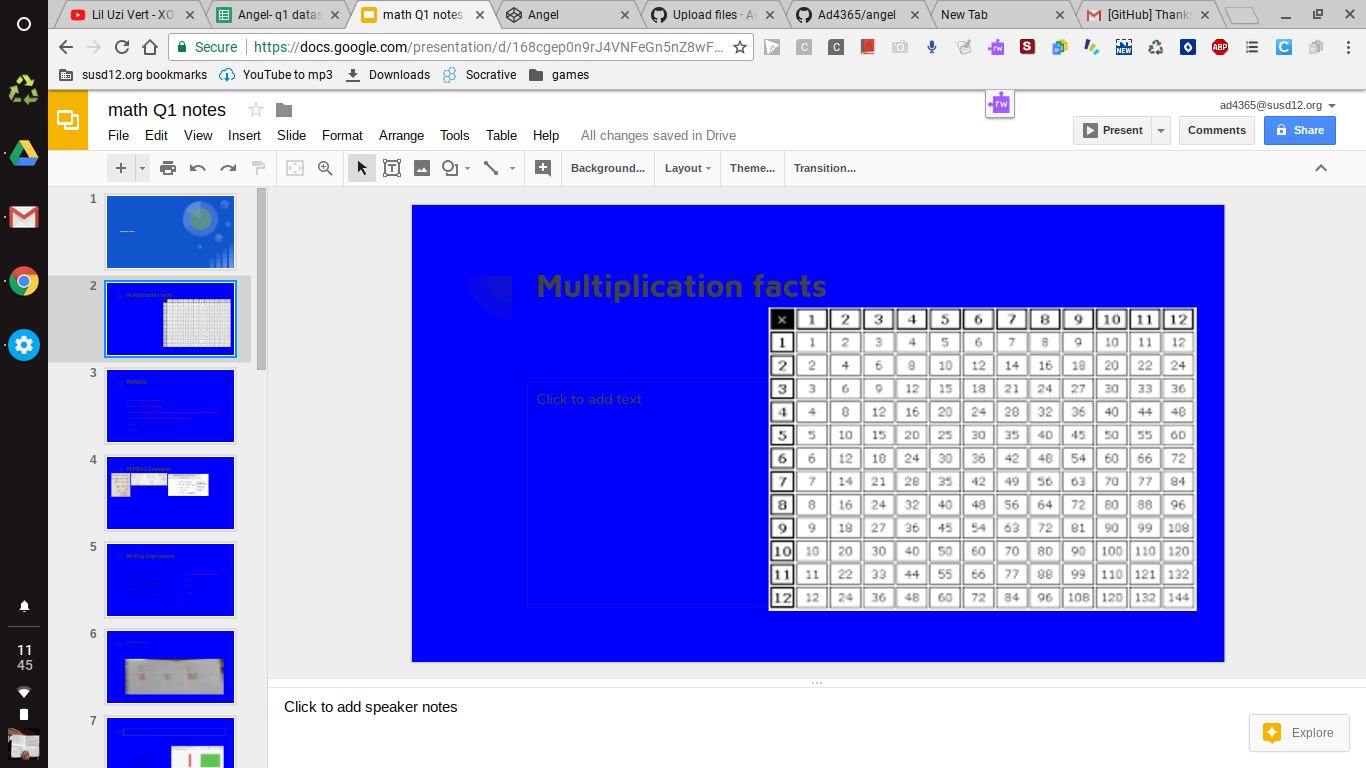 Lil Uzi Vert - XO
Angel- q1 datas
math Q1 notes
Angel
Upload files · A
Ad4365/angel
New Tab
[GitHub] Thank
Secure
https://docs.google.com/presentation/d/168cgep0n9rJ4VNFeGn5nZ8wF...
susd12.org bookmarks
YouTube to mp3
Downloads
Socrative
games
math Q1 notes
ad4365@susd12.org
File Edit View Insert Slide Format Arrange Tools Table Help All changes saved in Drive
Present
Comments
Share
Background...
Layout
Theme...
Transition...
1
2
Multiplication facts
3
PEMDAS
4
PEMDAS Examples
5
Writing Expressions
6
7
Multiplication facts
Click to add text
× 1 2 3 4 5 6 7 8 9 10 11 12
1 1 2 3 4 5 6 7 8 9 10 11 12
2 2 4 6 8 10 12 14 16 18 20 22 24
3 3 6 9 12 15 18 21 24 27 30 33 36
4 4 8 12 16 20 24 28 32 36 40 44 48
5 5 10 15 20 25 30 35 40 45 50 55 60
6 6 12 18 24 30 36 42 48 54 60 66 72
7 7 14 21 28 35 42 49 56 63 70 77 84
8 8 16 24 32 40 48 56 64 72 80 88 96
9 9 18 27 36 45 54 63 72 81 90 99 108
10 10 20 30 40 50 60 70 80 90 100 110 120
11 11 22 33 44 55 66 77 88 99 110 121 132
12 12 24 36 48 60 72 84 96 108 120 132 144
Click to add speaker notes
Explore
11
45
rw
S
NEW
ABP
C